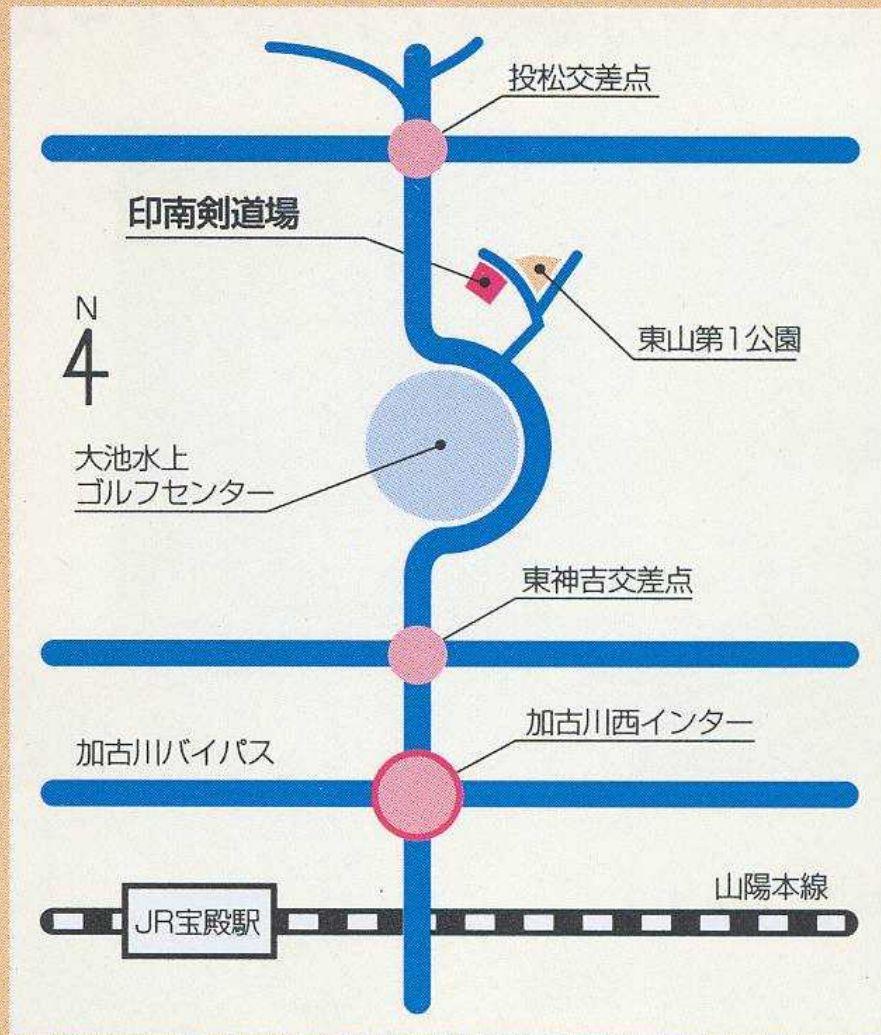 投松交差点
印南剣道場
N
東山第1公園
大池水上
ゴルフセンター
東神吉交差点
加古川西インター
加古川バイパス
山陽本線
JR宝殿駅